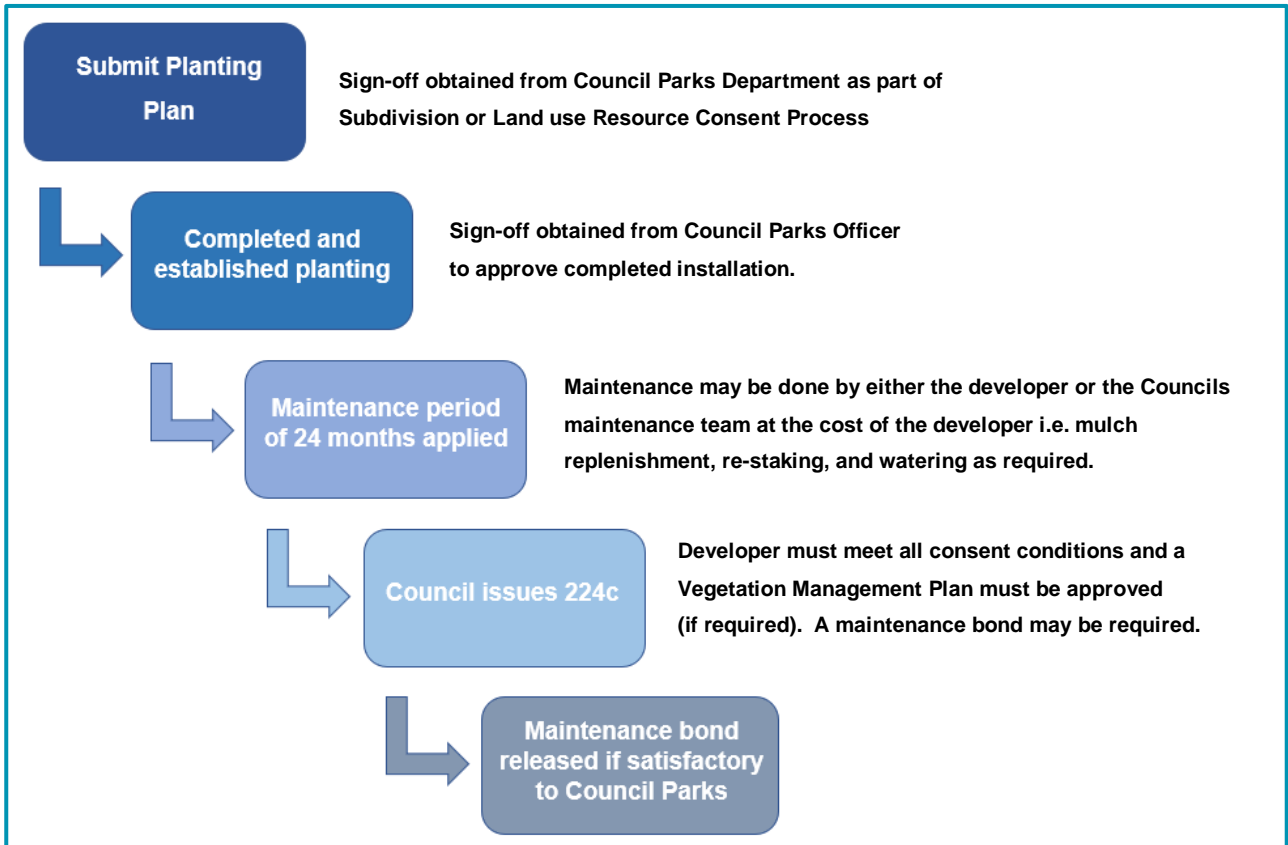 Submit Planting
Plan
Sign-off obtained from Council Parks Department as part of
Subdivision or Land use Resource Consent Process
Completed and
established planting
Sign-off obtained from Council Parks Officer
to approve completed installation.
Maintenance period
of 24 months applied
Maintenance may be done by either the developer or the Councils
maintenance team at the cost of the developer i.e. mulch
replenishment, re-staking, and watering as required.
Council issues 224c
Developer must meet all consent conditions and a
Vegetation Management Plan must be approved
(if required). A maintenance bond may be required.
Maintenance bond
released if satisfactory
to Council Parks